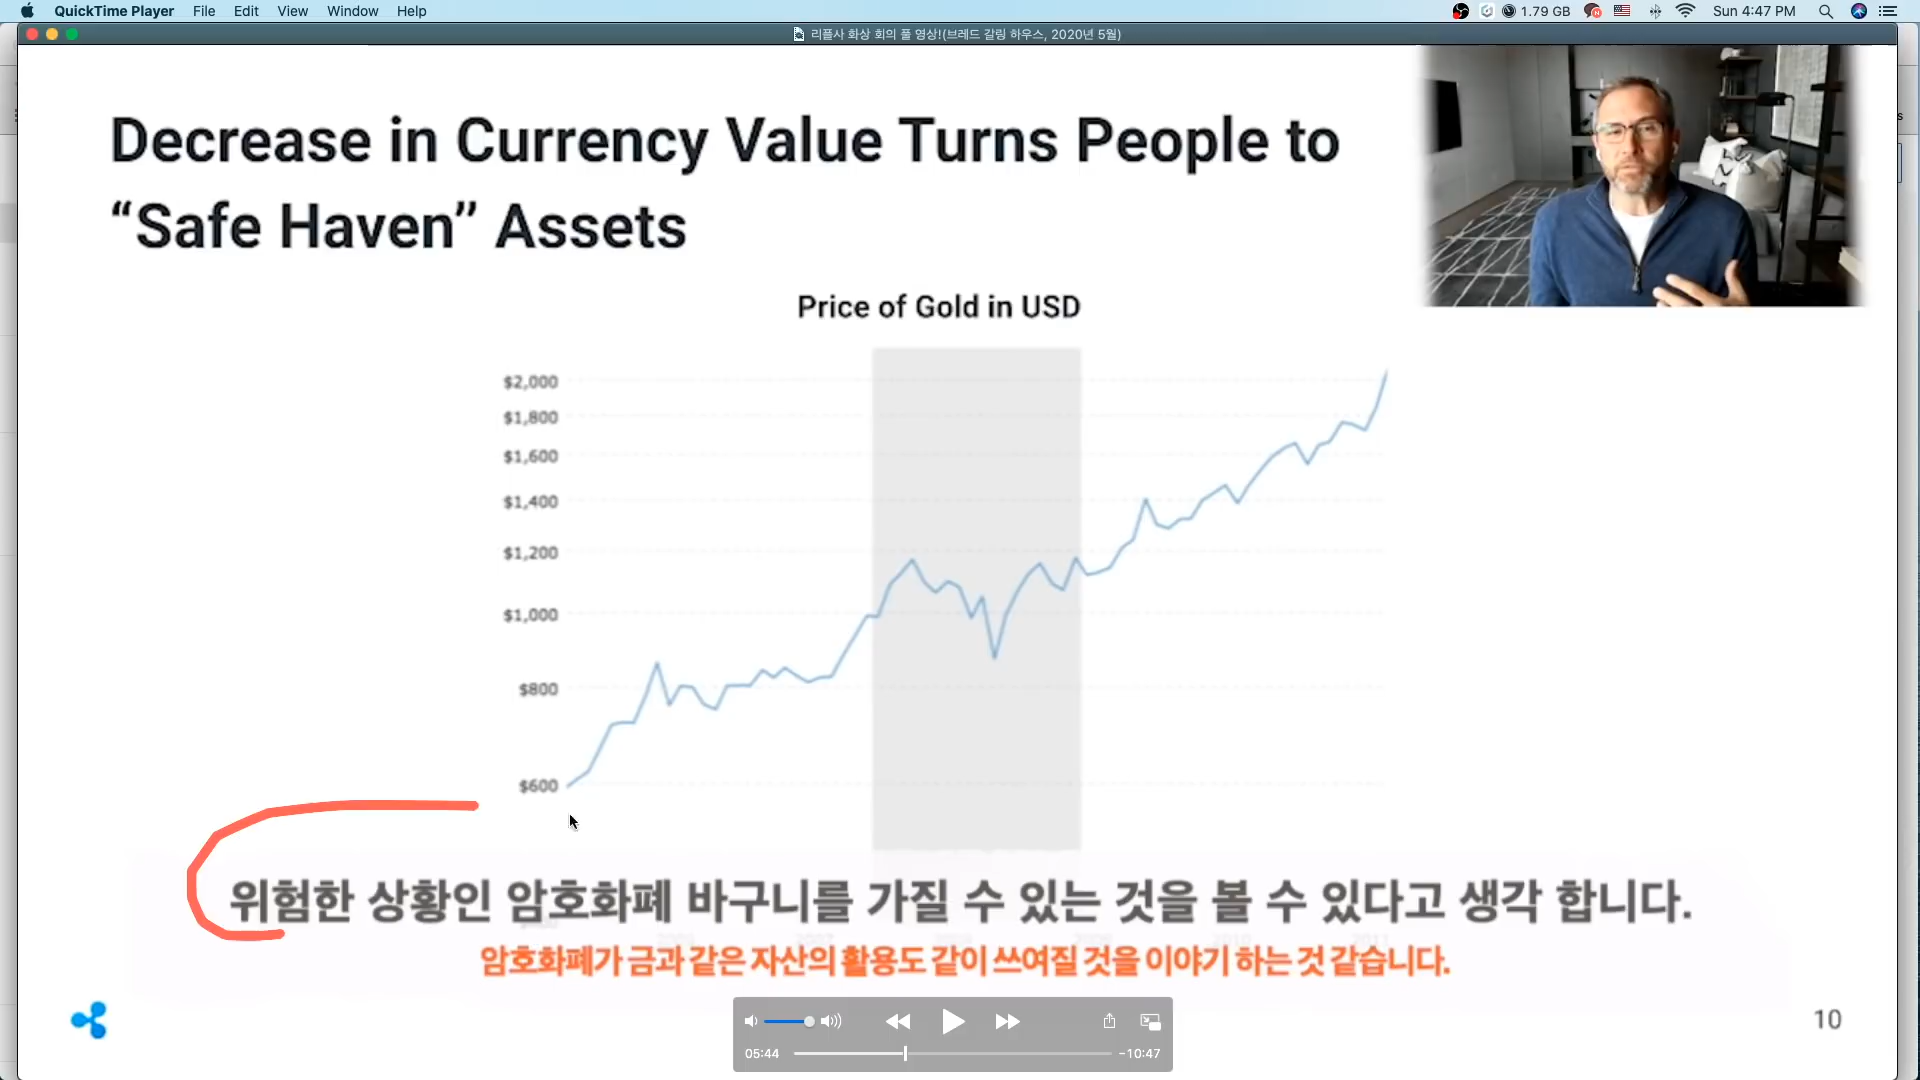 QuickTime Player File Edit View Window Help 1.79 GB Sun 4:47 PM
리플사 화상 회의 풀 영상!(브레드 갈링 하우스, 2020년 5월)
Decrease in Currency Value Turns People to
“Safe Haven” Assets
Price of Gold in USD
$2,000
$1,800
$1,600
$1,400
$1,200
$1,000
$800
$600
위험한 상황인 암호화폐 바구니를 가질 수 있는 것을 볼 수 있다고 생각 합니다.
암호화폐가 금과 같은 자산의 활용도 같이 쓰여질 것을 이야기 하는 것 같습니다.
10
05:44 -10:47